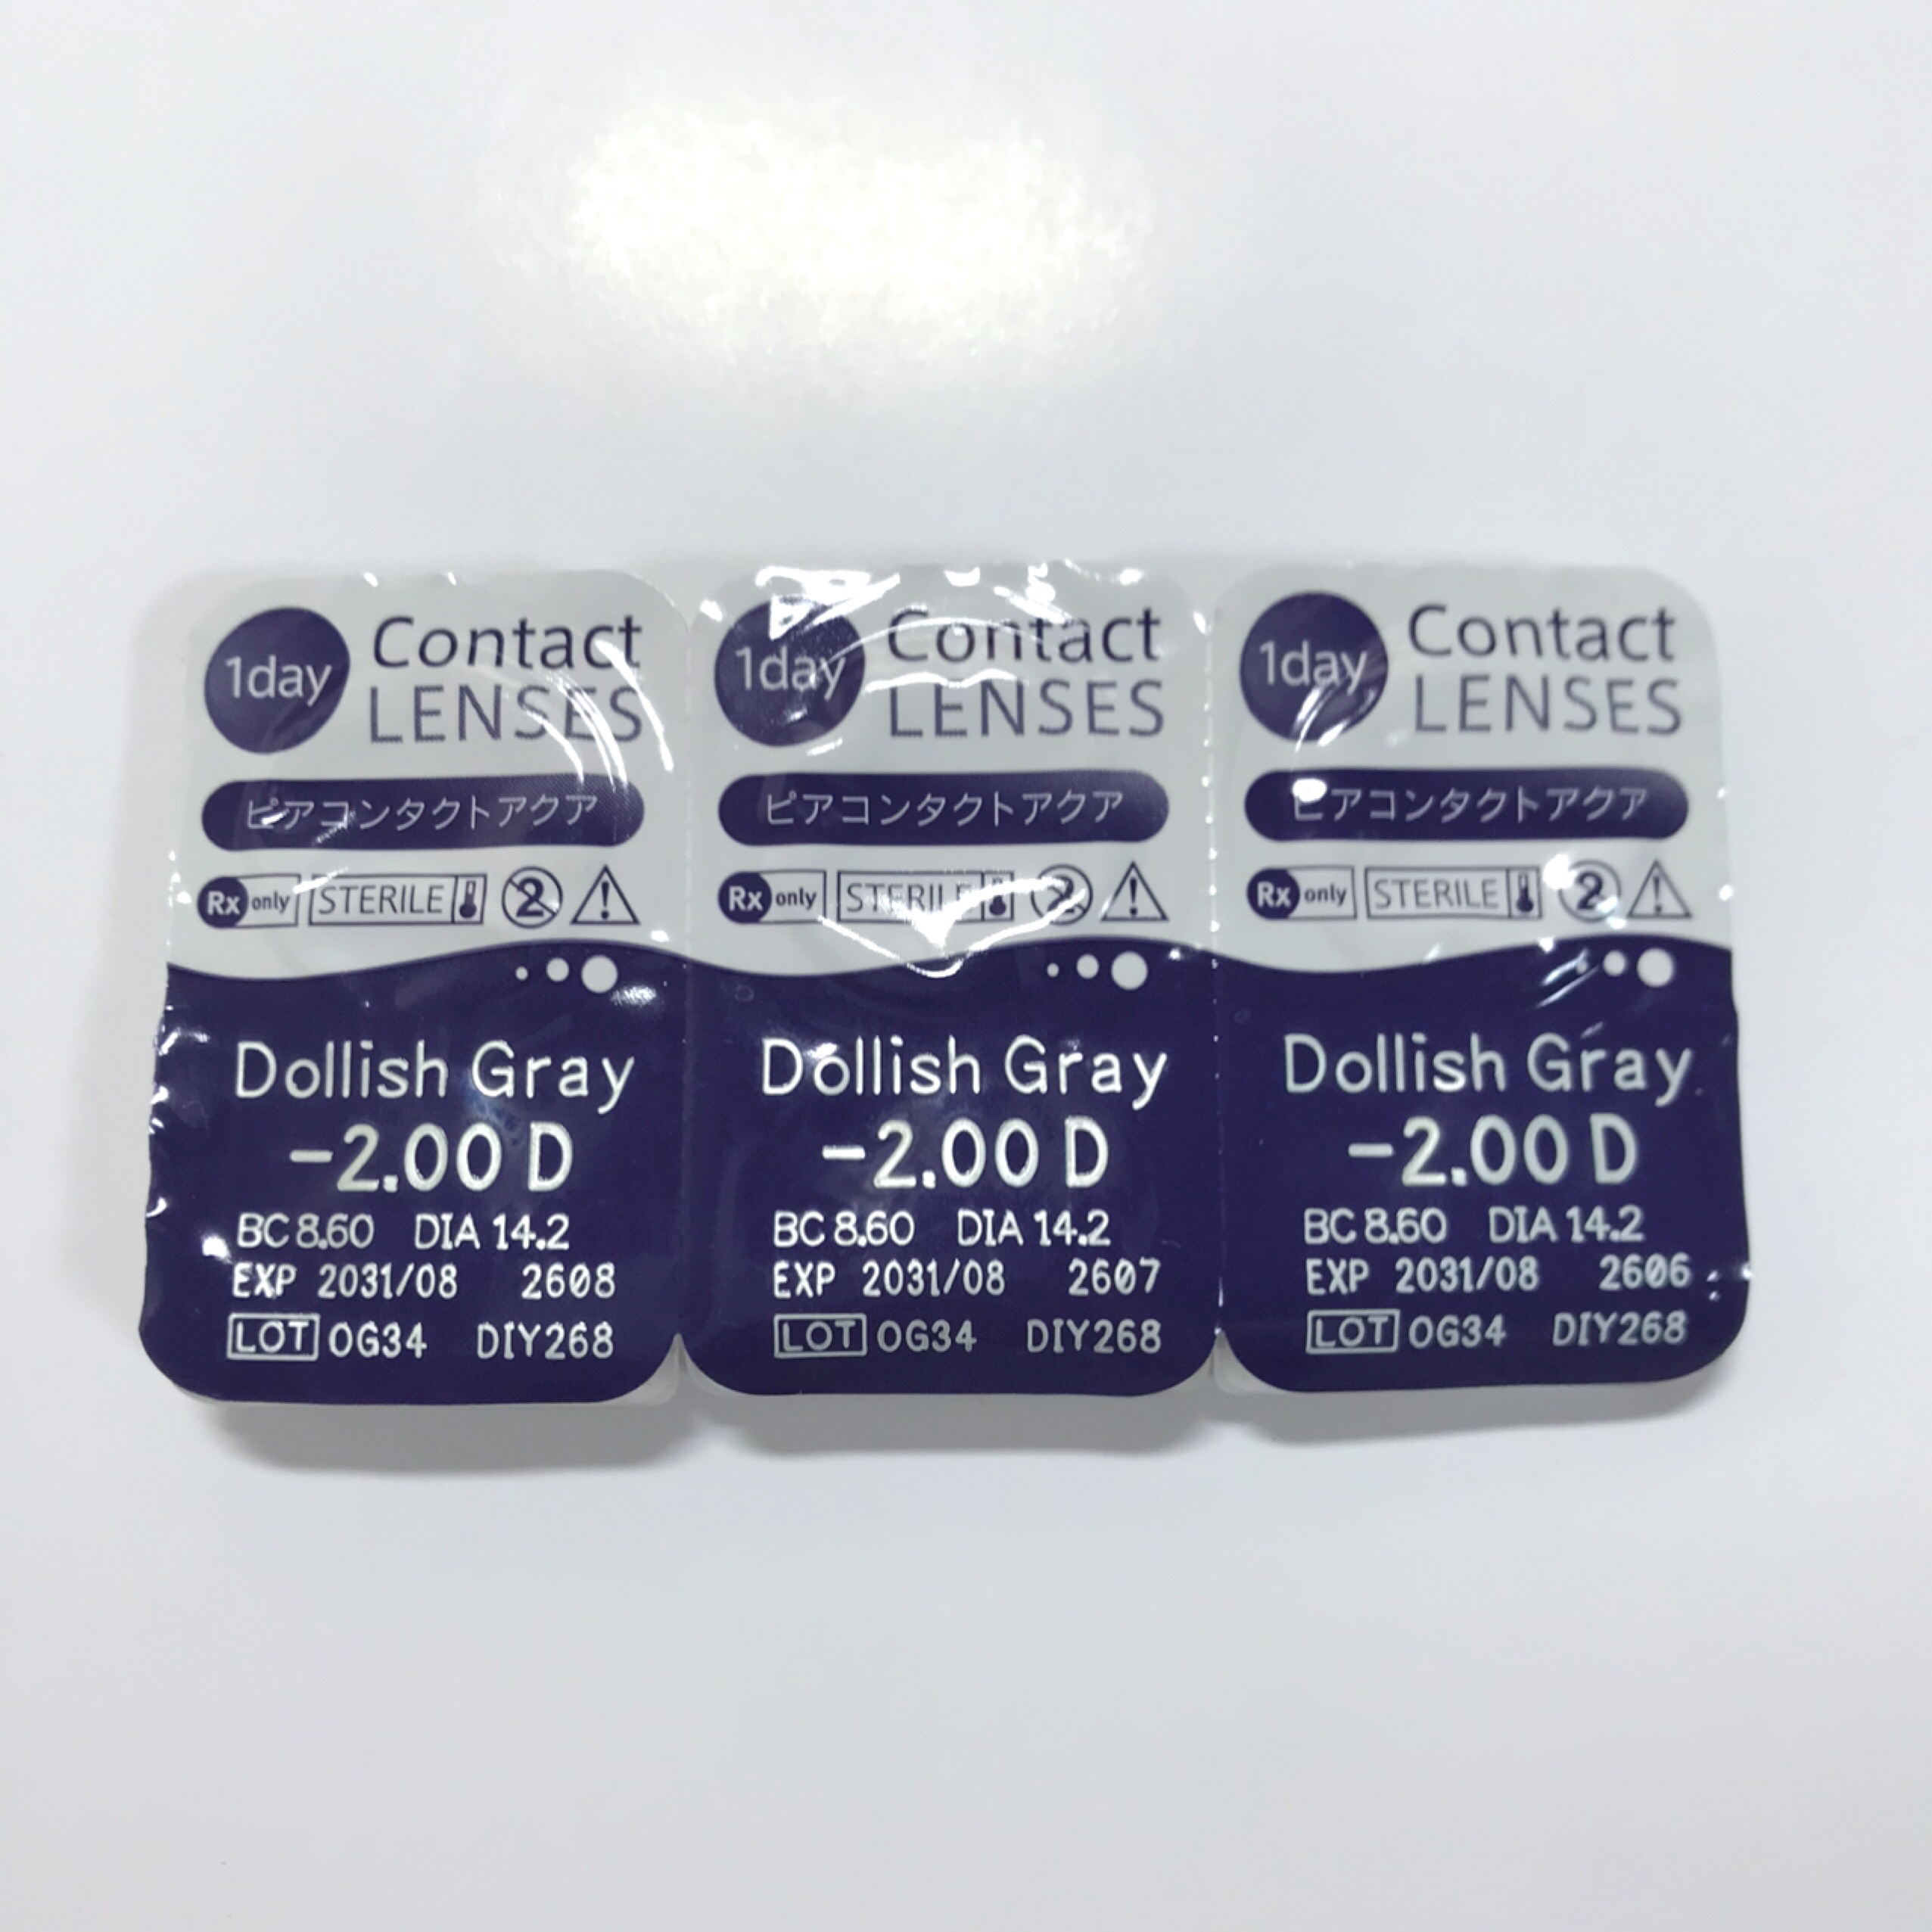 1day Contact
LENSES
ピアコンタクトアクア
Rx only STERILE 2
Dollish Gray
-2.00 D
BC 8.60 DIA 14.2
EXP 2031/08 2608
LOT OG34 DIY268
1day Contact
LENSES
ピアコンタクトアクア
Rx only STERILE 2
Dollish Gray
-2.00 D
BC 8.60 DIA 14.2
EXP 2031/08 2607
LOT OG34 DIY268
1day Contact
LENSES
ピアコンタクトアクア
Rx only STERILE 2
Dollish Gray
-2.00 D
BC 8.60 DIA 14.2
EXP 2031/08 2606
LOT OG34 DIY268